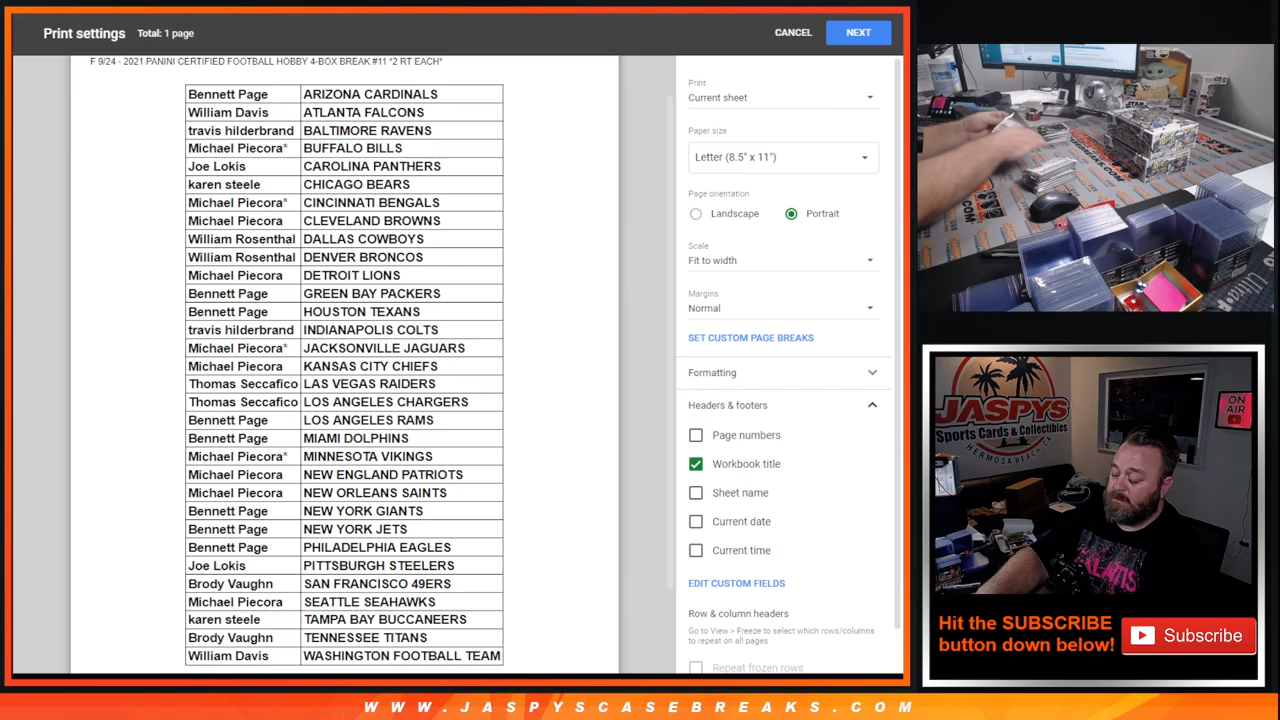 Print settings Total: 1 page CANCEL NEXT
F 9/24 - 2021 PANINI CERTIFIED FOOTBALL HOBBY 4-BOX BREAK #11 *2 RT EACH*
Bennett Page ARIZONA CARDINALS
William Davis ATLANTA FALCONS
travis hilderbrand BALTIMORE RAVENS
Michael Piecora* BUFFALO BILLS
Joe Lokis CAROLINA PANTHERS
karen steele CHICAGO BEARS
Michael Piecora* CINCINNATI BENGALS
Michael Piecora CLEVELAND BROWNS
William Rosenthal DALLAS COWBOYS
William Rosenthal DENVER BRONCOS
Michael Piecora DETROIT LIONS
Bennett Page GREEN BAY PACKERS
Bennett Page HOUSTON TEXANS
travis hilderbrand INDIANAPOLIS COLTS
Michael Piecora* JACKSONVILLE JAGUARS
Michael Piecora KANSAS CITY CHIEFS
Thomas Seccafico LAS VEGAS RAIDERS
Thomas Seccafico LOS ANGELES CHARGERS
Bennett Page LOS ANGELES RAMS
Bennett Page MIAMI DOLPHINS
Michael Piecora* MINNESOTA VIKINGS
Michael Piecora NEW ENGLAND PATRIOTS
Michael Piecora NEW ORLEANS SAINTS
Bennett Page NEW YORK GIANTS
Bennett Page NEW YORK JETS
Bennett Page PHILADELPHIA EAGLES
Joe Lokis PITTSBURGH STEELERS
Brody Vaughn SAN FRANCISCO 49ERS
Michael Piecora SEATTLE SEAHAWKS
karen steele TAMPA BAY BUCCANEERS
Brody Vaughn TENNESSEE TITANS
William Davis WASHINGTON FOOTBALL TEAM
Print
Current sheet
Paper size
Letter (8.5" x 11")
Page orientation
Landscape Portrait
Scale
Fit to width
Margins
Normal
SET CUSTOM PAGE BREAKS
Formatting
Headers & footers
Page numbers
Workbook title
Sheet name
Current date
Current time
EDIT CUSTOM FIELDS
Row & column headers
Go to View > Freeze to select which rows/columns
to repeat on all pages
Repeat frozen rows
JASPYS
Sports Cards & Collectibles
HERMOSA BEACH
ON
AIR
Hit the SUBSCRIBE
button down below!
Subscribe
WWW.JASPYSCASEBREAKS.COM